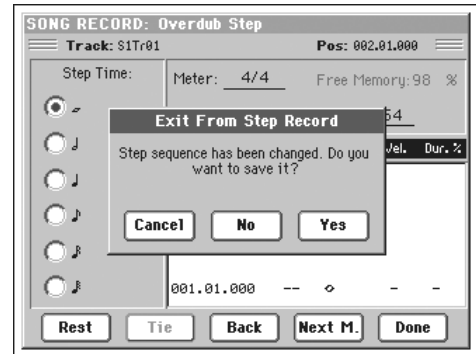 SONG RECORD: Overdub Step
Track: S1Tr01 Pos: 002.01.000
Step Time:
Meter: 4/4 Free Memory: 98 %
64
Exit From Step Record
Vel. Dur.%
Step sequence has been changed. Do you
want to save it?
Cancel No Yes
001.01.000 -- - -
Rest Tie Back Next M. Done